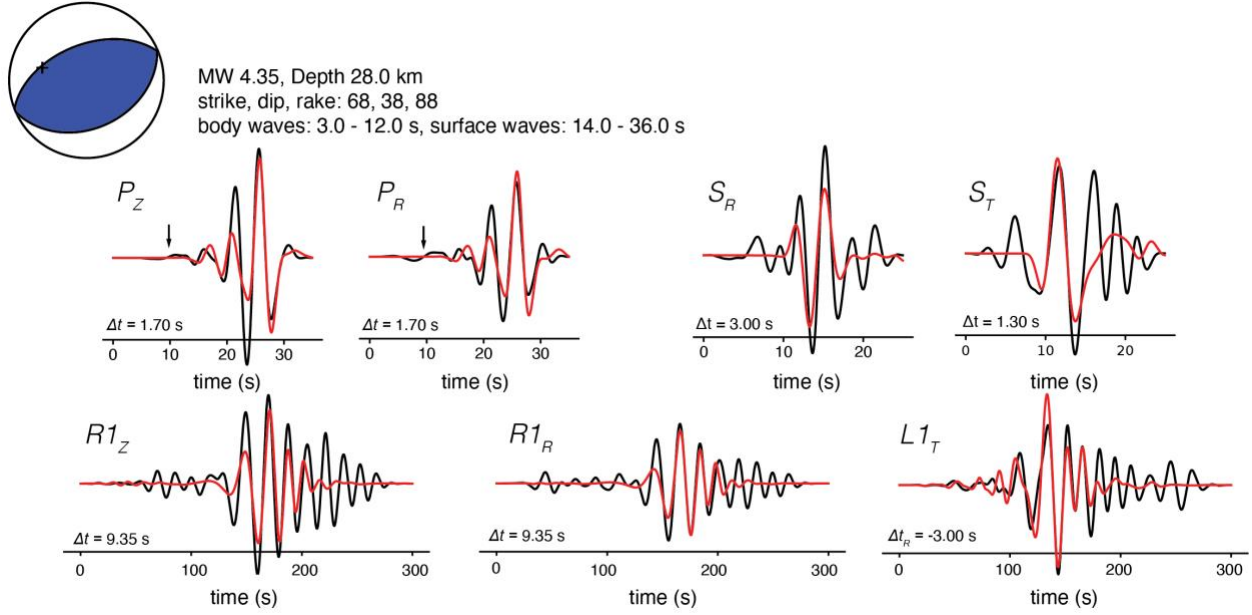 MW 4.35, Depth 28.0 km
strike, dip, rake: 68, 38, 88
body waves: 3.0 - 12.0 s, surface waves: 14.0 - 36.0 s
P_Z P_R S_R S_T
Δt = 1.70 s Δt = 1.70 s Δt = 3.00 s Δt = 1.30 s
0 10 20 30 0 10 20 30 0 10 20 0 10 20
time (s) time (s) time (s) time (s)
R1_Z R1_R L1_T
Δt = 9.35 s Δt = 9.35 s Δt_R = -3.00 s
0 100 200 300 0 100 200 300 0 100 200 300
time (s) time (s) time (s)